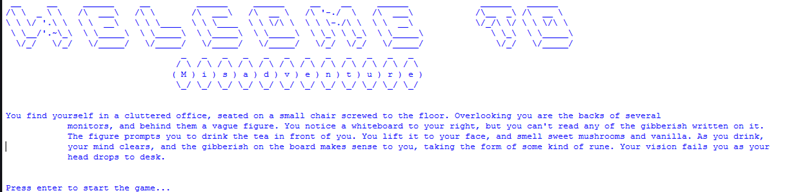 WELCOME TO
(M)(i)(s)(a)(d)(v)(e)(n)(t)(u)(r)(e)
You find yourself in a cluttered office, seated on a small chair screwed to the floor. Overlooking you are the backs of several
monitors, and behind them a vague figure. You notice a whiteboard to your right, but you can't read any of the gibberish written on it.
The figure prompts you to drink the tea in front of you. You lift it to your face, and smell sweet mushrooms and vanilla. As you drink,
your mind clears, and the gibberish on the board makes sense to you, taking the form of some kind of rune. Your vision fails you as your
head drops to desk.
Press enter to start the game...